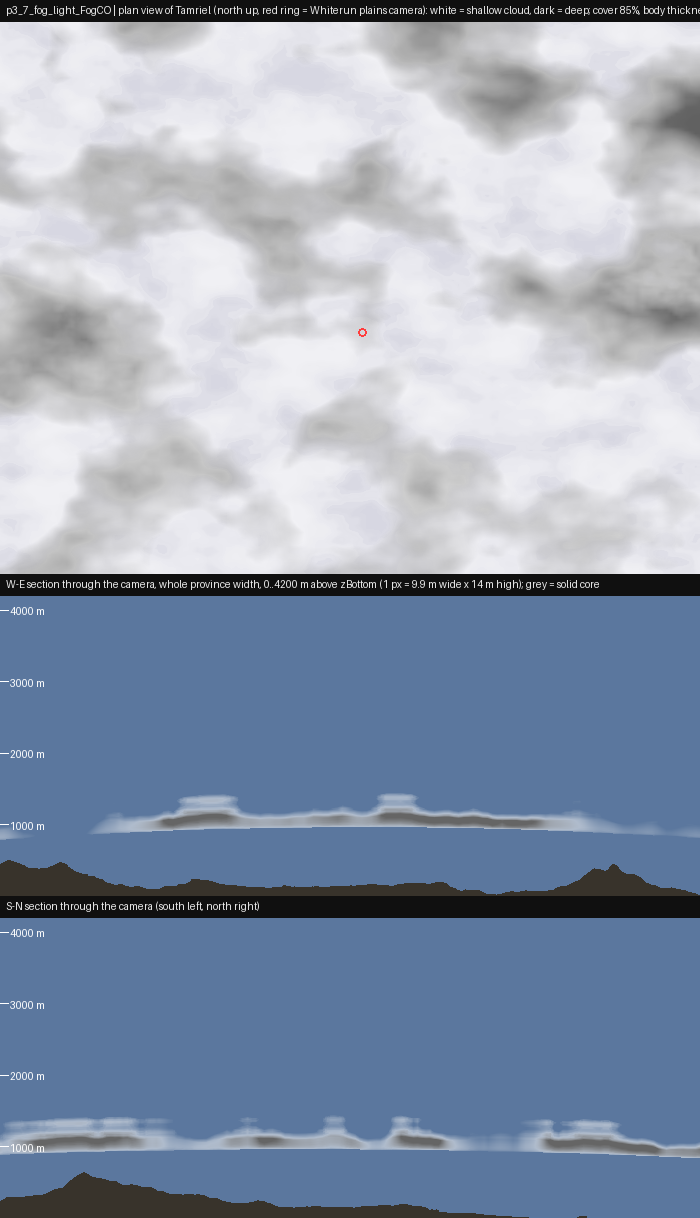 p3_7_fog_light_FogCO | plan view of Tamriel (north up, red ring = Whiterun plains camera): white = shallow cloud, dark = deep; cover 85%, body
W-E section through the camera, whole province width, 0..4200 m above zBottom (1 px = 9.9 m wide x 14 m high); grey = solid core
4000 m
3000 m
2000 m
1000 m
S-N section through the camera (south left, north right)
4000 m
3000 m
2000 m
1000 m